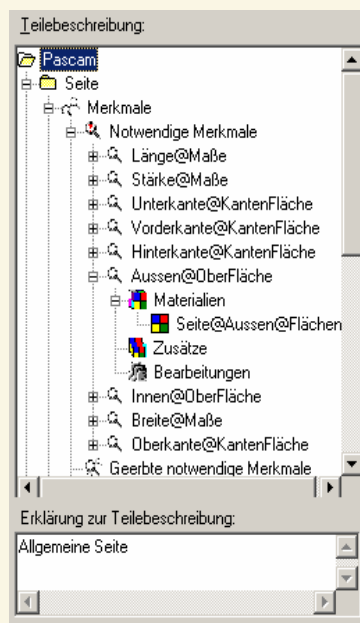 Teilebeschreibung:
Pascam
Seite
Merkmale
Notwendige Merkmale
Länge@Maße
Stärke@Maße
Unterkante@KantenFläche
Vorderkante@KantenFläche
Hinterkante@KantenFläche
Aussen@OberFläche
Materialien
Seite@Aussen@Flächen
Zusätze
Bearbeitungen
Innen@OberFläche
Breite@Maße
Oberkante@KantenFläche
Geerbte notwendige Merkmale
Erklärung zur Teilebeschreibung:
Allgemeine Seite